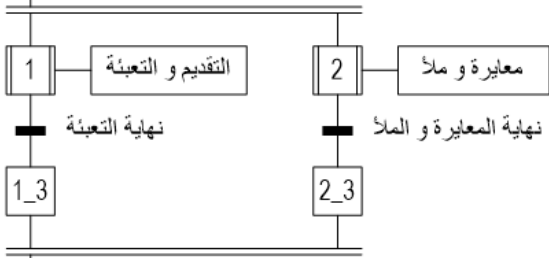 1
التقديم و التعبئة
2
معايرة و ملأ
نهاية التعبئة
نهاية المعايرة و الملأ
1_3
2_3